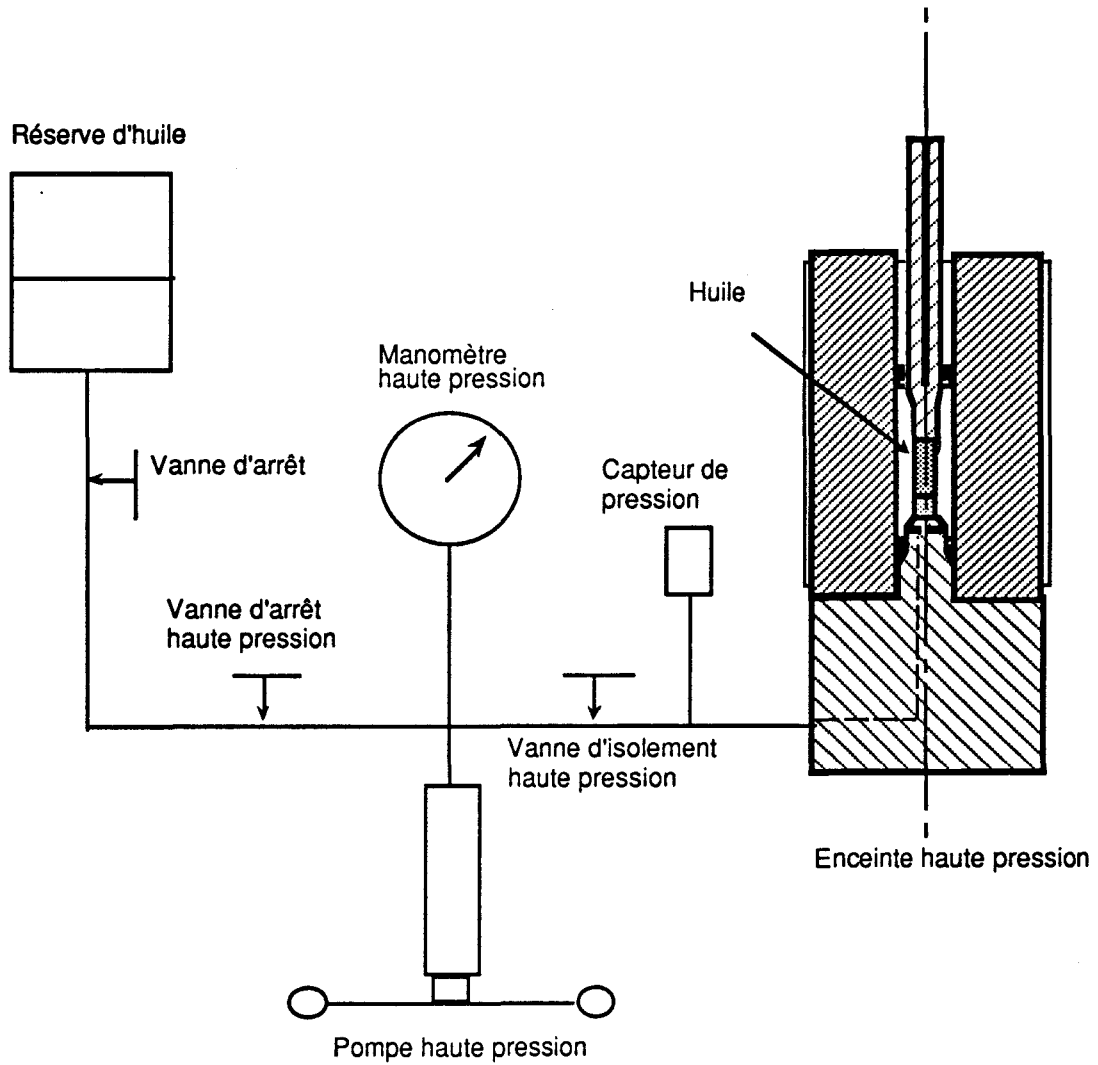 Réserve d'huile
Huile
Manomètre
haute pression
Vanne d'arrêt
Capteur de
pression
Vanne d'arrêt
haute pression
Vanne d'isolement
haute pression
Enceinte haute pression
Pompe haute pression